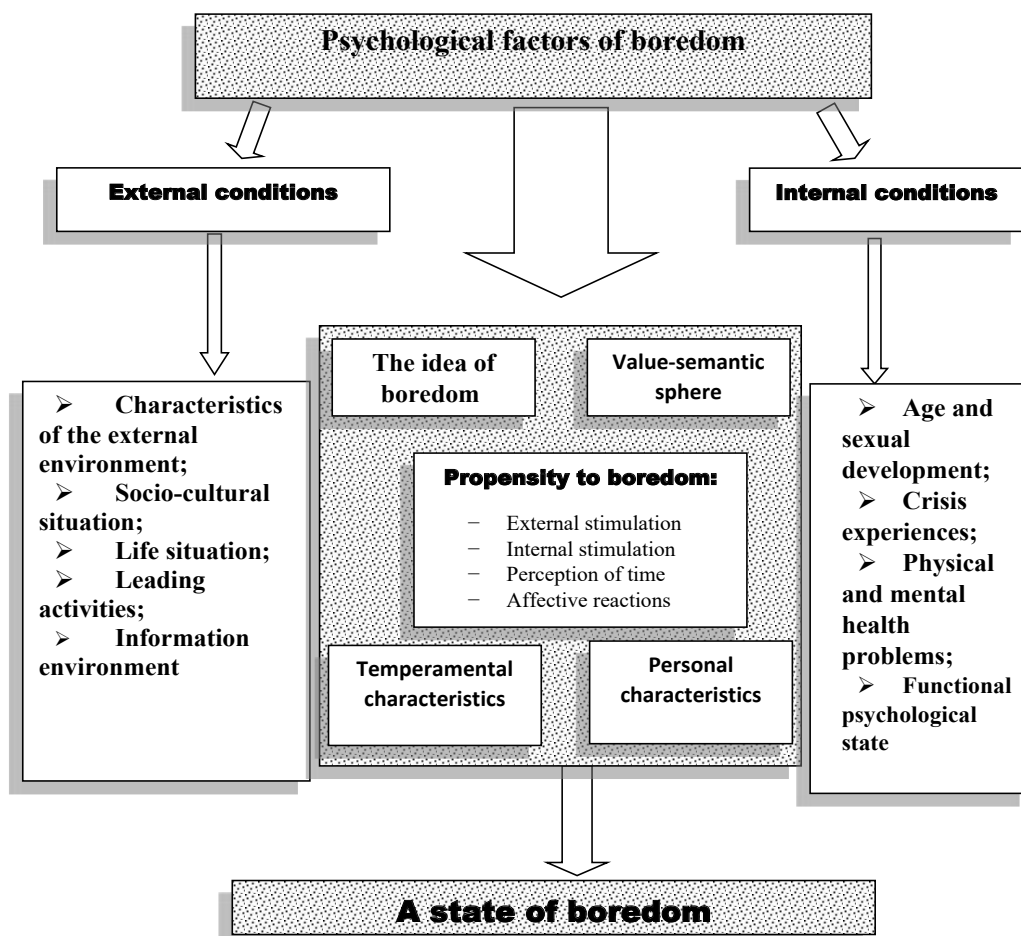 Psychological factors of boredom
External conditions
Internal conditions
➢ Characteristics
of the external
environment;
➢ Socio-cultural
situation;
➢ Life situation;
➢ Leading
activities;
➢ Information
environment
The idea of
boredom
Value-semantic
sphere
Propensity to boredom:
− External stimulation
− Internal stimulation
− Perception of time
− Affective reactions
Temperamental
characteristics
Personal
characteristics
➢ Age and
sexual
development;
➢ Crisis
experiences;
➢ Physical
and mental
health
problems;
➢ Functional
psychological
state
A state of boredom